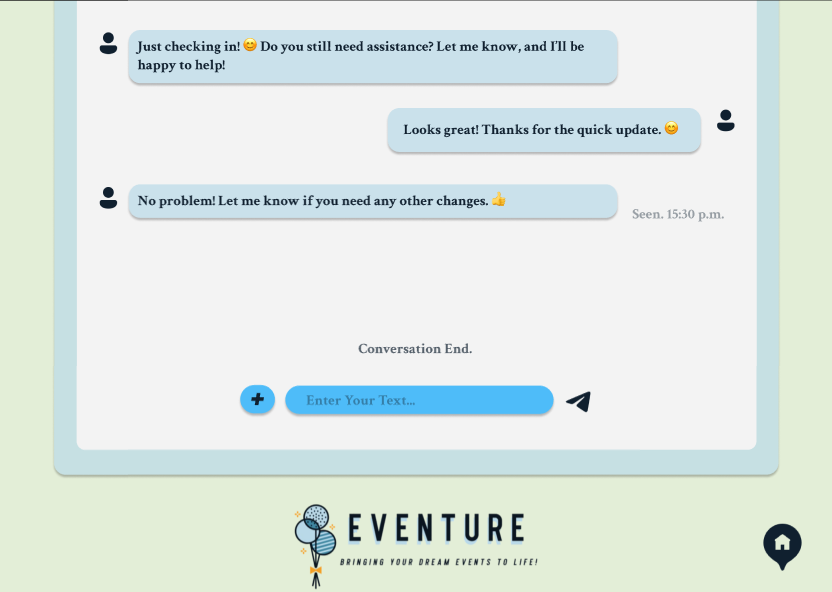 Just checking in! 😊 Do you still need assistance? Let me know, and I'll be
happy to help!
Looks great! Thanks for the quick update. 😊
No problem! Let me know if you need any other changes. 👍
Seen. 15:30 p.m.
Conversation End.
Enter Your Text...
EVENTURE
BRINGING YOUR DREAM EVENTS TO LIFE!